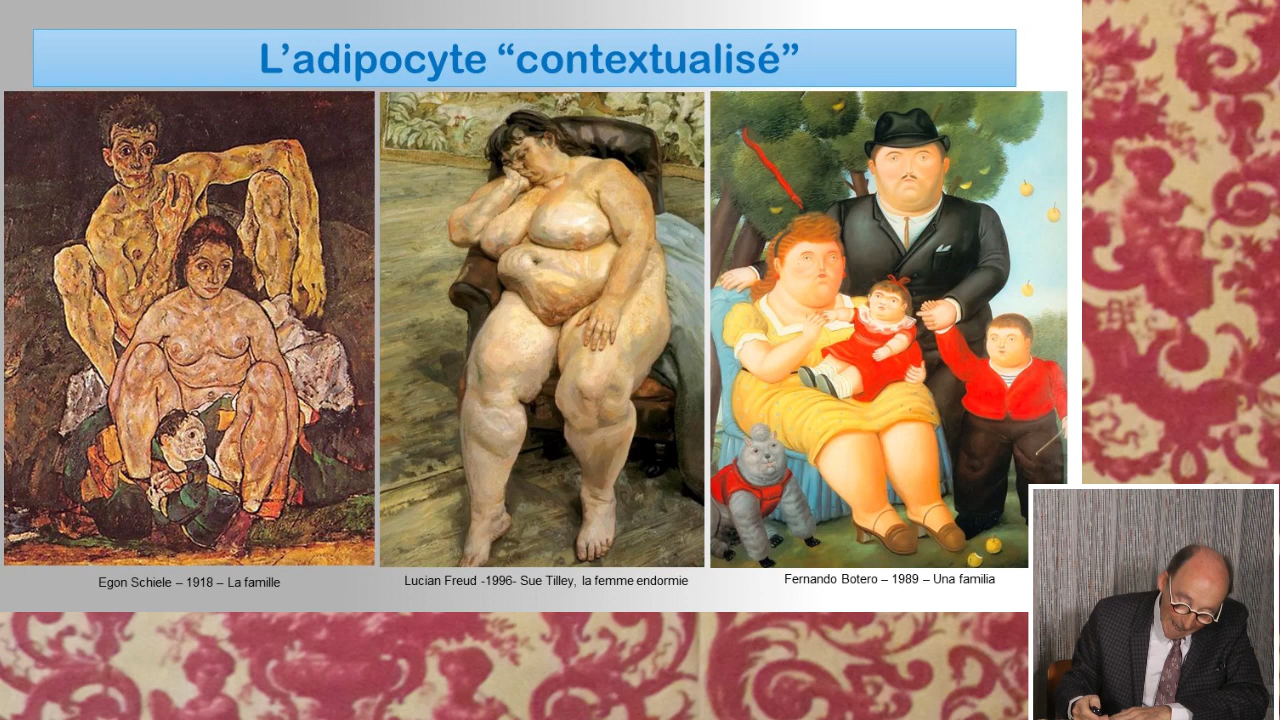 L’adipocyte “contextualisé”
Egon Schiele – 1918 – La famille
Lucian Freud -1996- Sue Tilley, la femme endormie
Fernando Botero – 1989 – Una familia